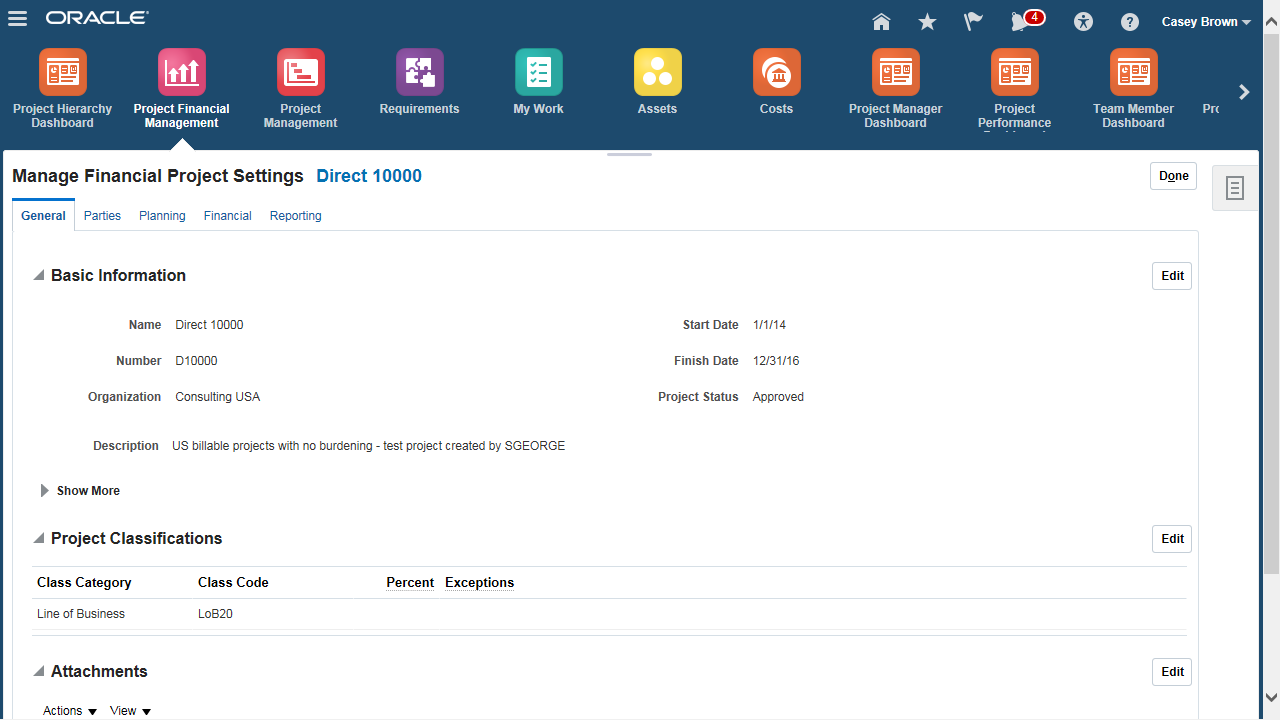 ORACLE
4
Casey Brown
Project Hierarchy Dashboard
Project Financial Management
Project Management
Requirements
My Work
Assets
Costs
Project Manager Dashboard
Project Performance
Team Member Dashboard
Manage Financial Project Settings Direct 10000
Done
General Parties Planning Financial Reporting
Basic Information
Edit
Name Direct 10000
Start Date 1/1/14
Number D10000
Finish Date 12/31/16
Organization Consulting USA
Project Status Approved
Description US billable projects with no burdening - test project created by SGEORGE
Show More
Project Classifications
Edit
Class Category Class Code Percent Exceptions
Line of Business LoB20
Attachments
Edit
Actions View